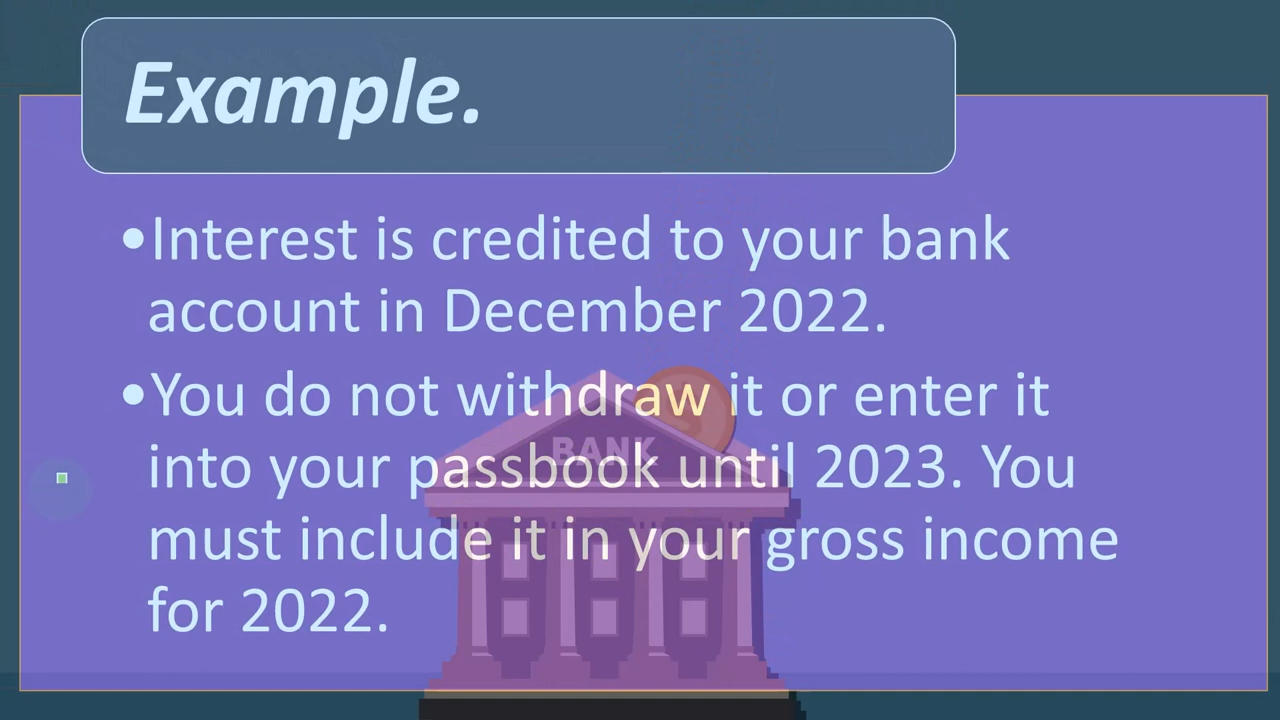 Example.
•Interest is credited to your bank
account in December 2022.
•You do not withdraw it or enter it
into your passbook until 2023. You
must include it in your gross income
for 2022.
BANK